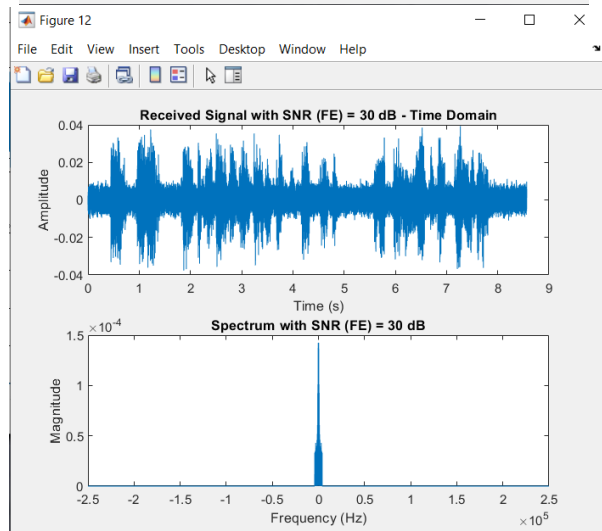 Figure 12
File Edit View Insert Tools Desktop Window Help
Received Signal with SNR (FE) = 30 dB - Time Domain
0.04
0.02
0
-0.02
-0.04
Amplitude
0 1 2 3 4 5 6 7 8 9
Time (s)
×10^-4
Spectrum with SNR (FE) = 30 dB
1.5
1
0.5
0
Magnitude
-2.5 -2 -1.5 -1 -0.5 0 0.5 1 1.5 2 2.5
Frequency (Hz)
×10^5